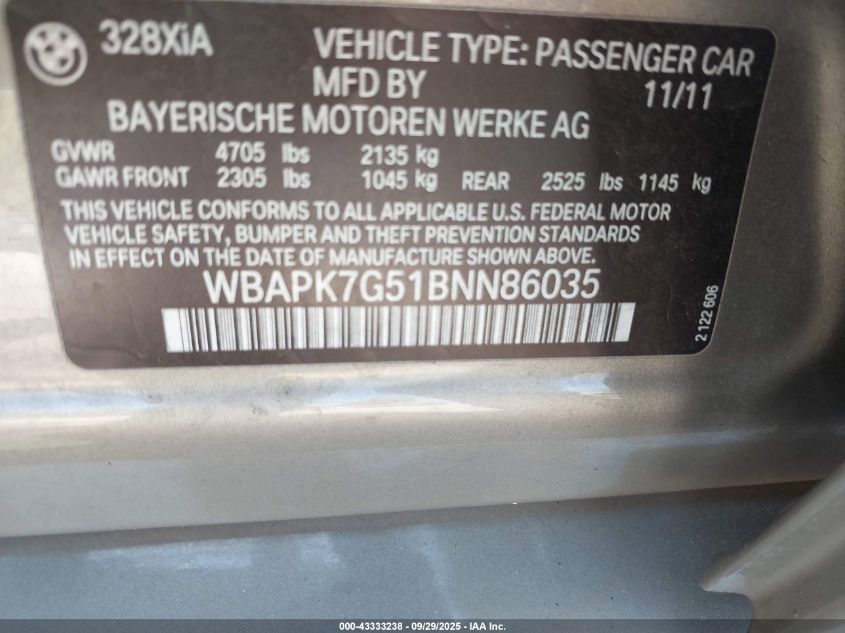 328XiA VEHICLE TYPE: PASSENGER CAR
MFD BY 11/11
BAYERISCHE MOTOREN WERKE AG
GVWR 4705 lbs 2135 kg
GAWR FRONT 2305 lbs 1045 kg REAR 2525 lbs 1145 kg
THIS VEHICLE CONFORMS TO ALL APPLICABLE U.S. FEDERAL MOTOR
VEHICLE SAFETY, BUMPER AND THEFT PREVENTION STANDARDS
IN EFFECT ON THE DATE OF MANUFACTURE SHOWN ABOVE.
WBAPK7G51BNN86035
2 122 606
000-43333238 - 09/29/2025 - IAA Inc.